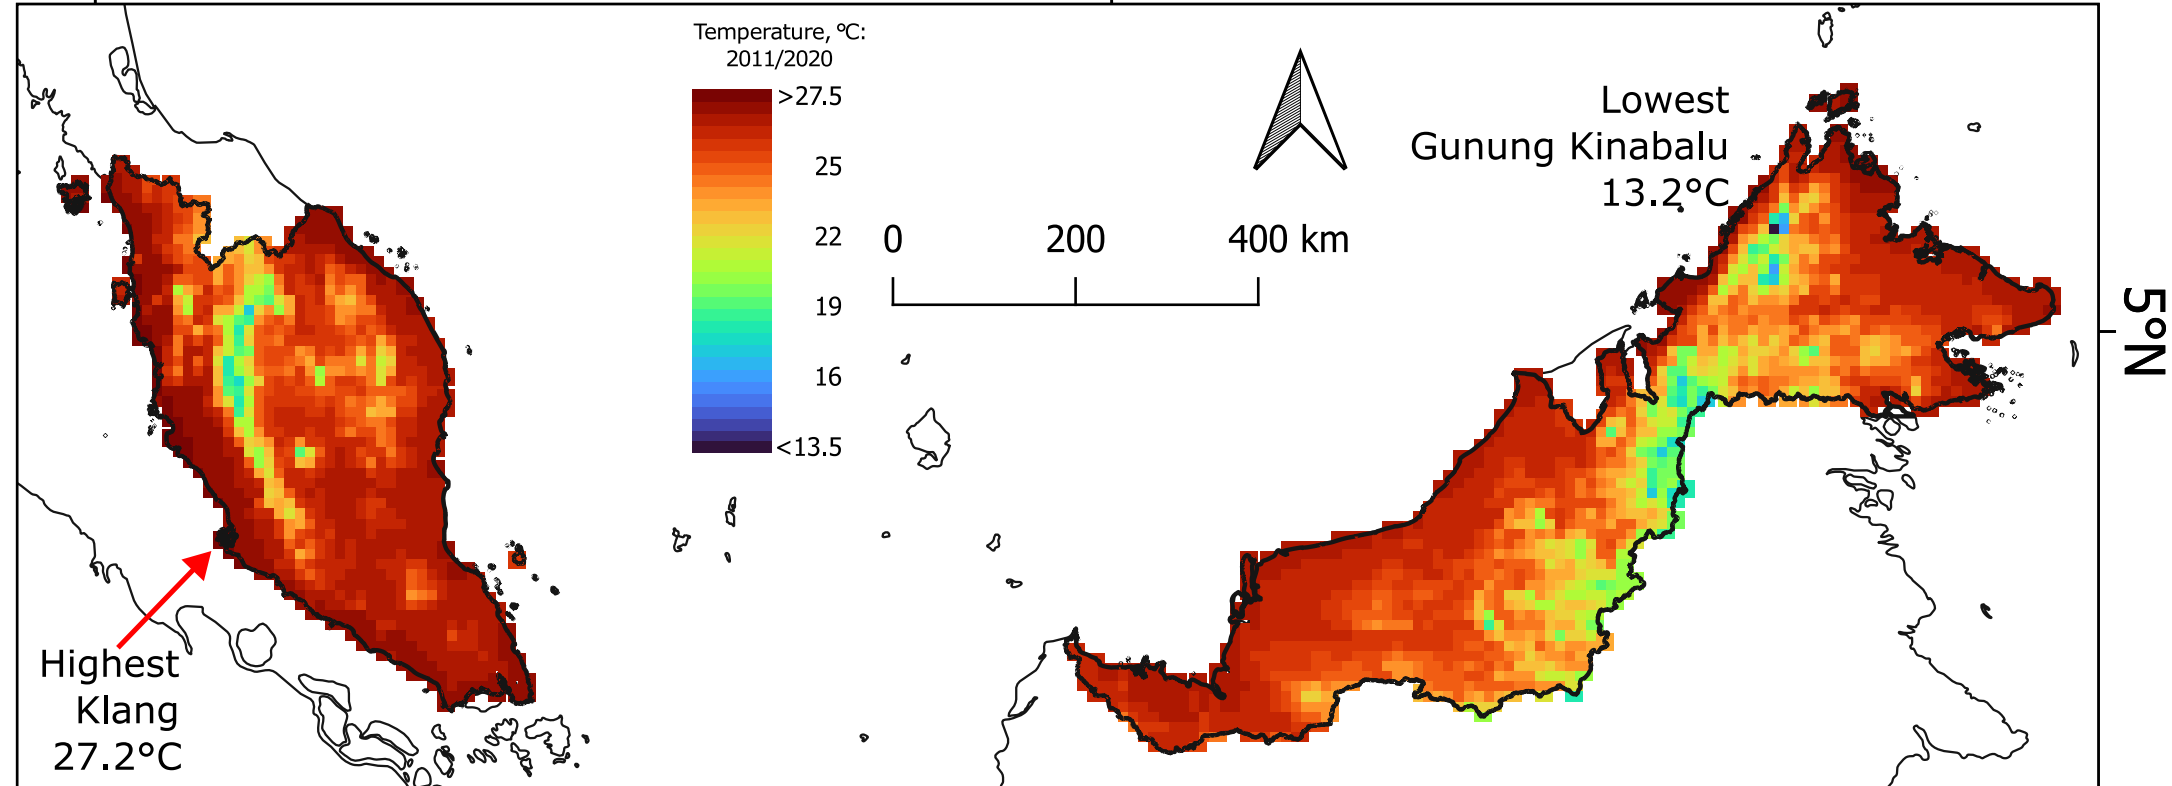 Temperature, °C:
2011/2020
>27.5
25
22
19
16
<13.5
0 200 400 km
Lowest
Gunung Kinabalu
13.2°C
5°N
Highest
Klang
27.2°C